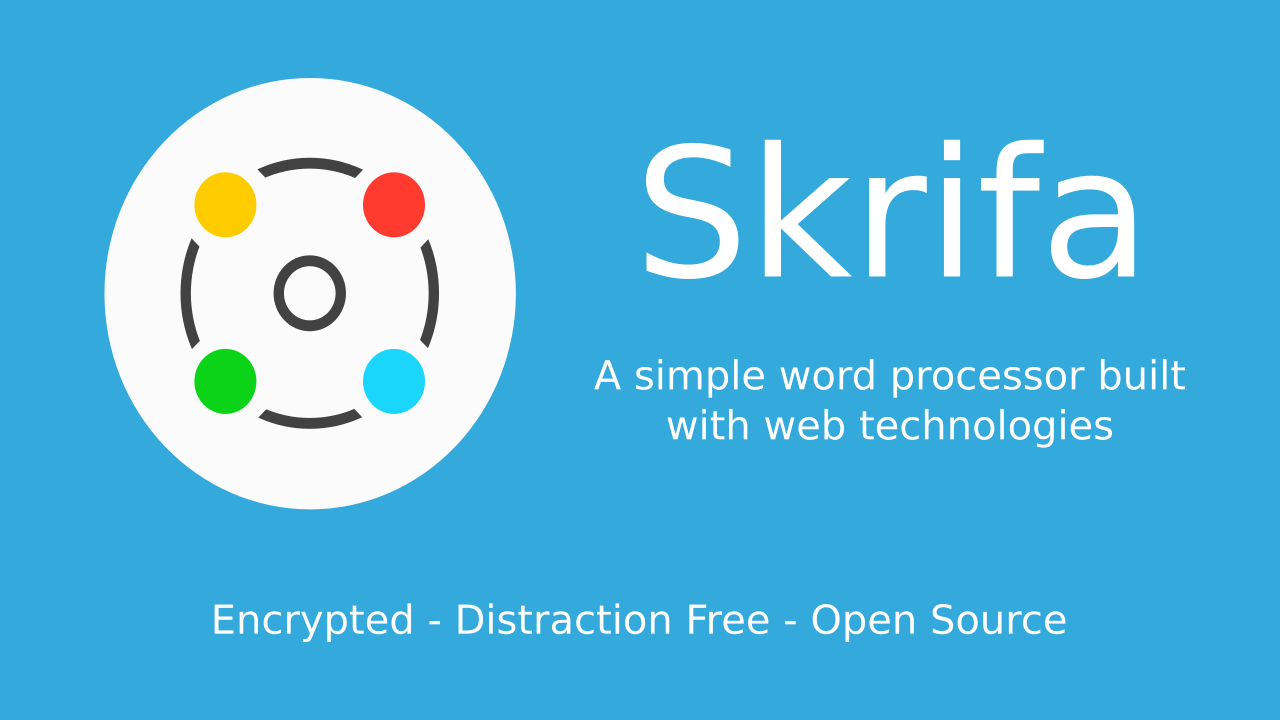 Skrifa
A simple word processor built
with web technologies
Encrypted - Distraction Free - Open Source